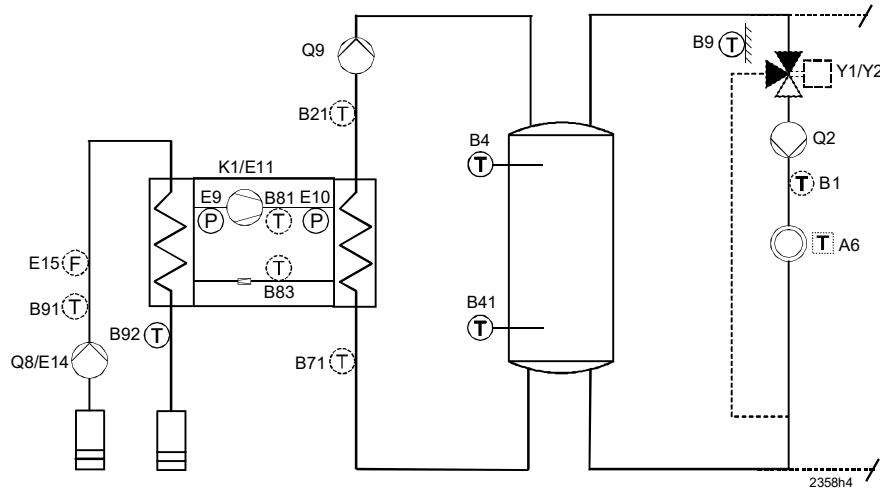 Q9
B9 T
Y1/Y2
B21 T
B4
T
Q2
K1/E11
E9 B81 E10
P T P
T B1
E15 F
T
B83
T A6
B91 T
B92 T
B41
T
Q8/E14
B71 T
2358h4